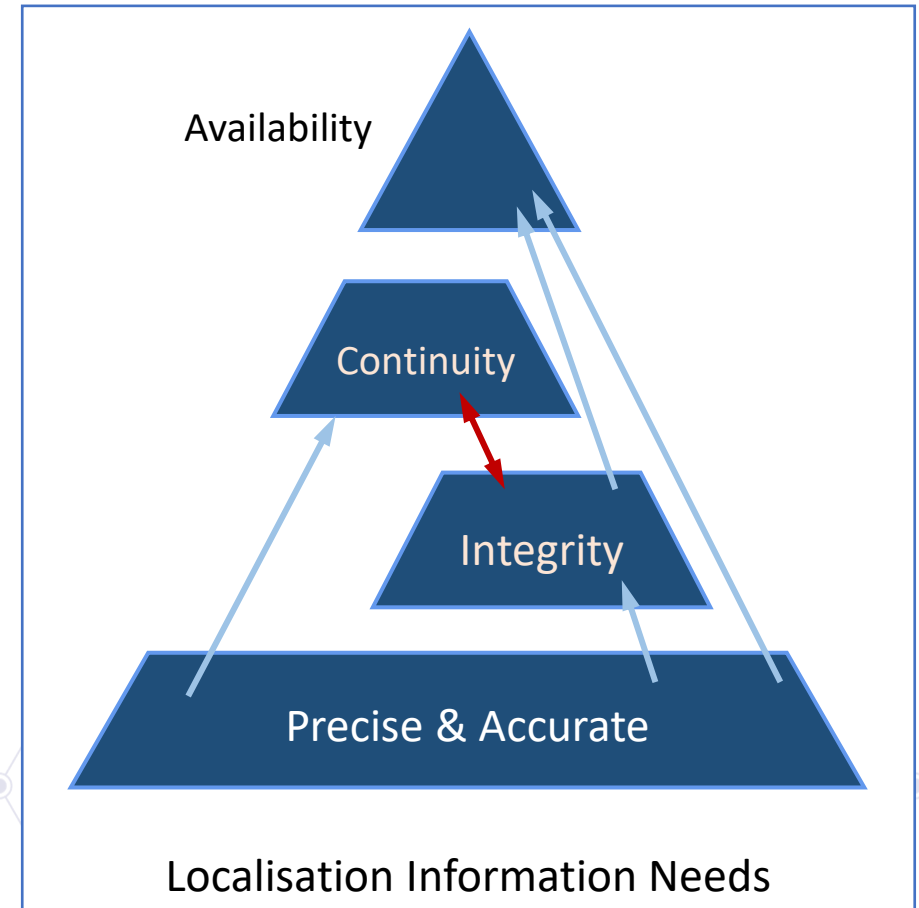 Availability
Continuity
Integrity
Precise & Accurate
Localisation Information Needs